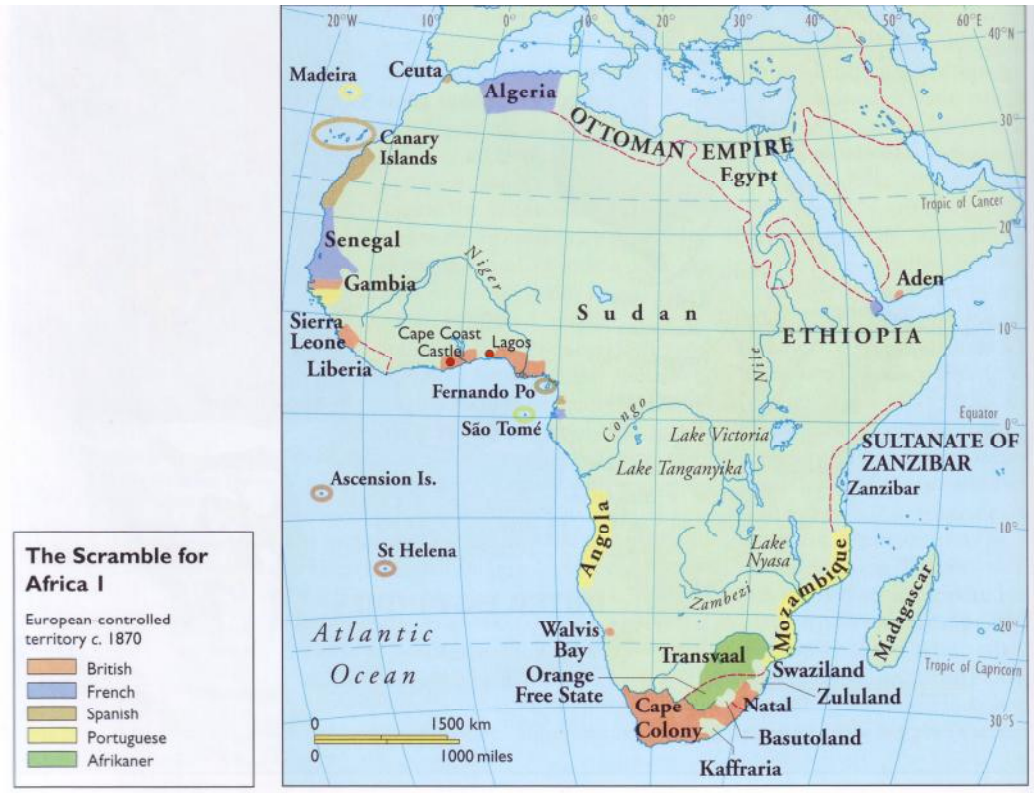 20°W
10°
0°
10°
20°
30°
40°
50°
60°E
40°N
Madeira
Ceuta
Algeria
30°
OTTOMAN EMPIRE
Canary
Islands
Egypt
Tropic of Cancer
20°
Senegal
Niger
Gambia
Aden
Sudan
Sierra
Leone
Cape Coast
Castle
Lagos
ETHIOPIA
10°
Liberia
Nile
Fernando Po
Congo
Equator
São Tomé
Lake Victoria
0°
SULTANATE OF
ZANZIBAR
Lake Tanganyika
Ascension Is.
Zanzibar
Angola
10°
St Helena
Lake
Nyasa
Mozambique
Zambezi
Madagascar
Atlantic
Ocean
Walvis
Bay
20°
Transvaal
Tropic of Capricorn
Orange
Free State
Swaziland
Zululand
Cape
Colony
Natal
30°S
Basutoland
Kaffraria
0 1500 km
0 1000 miles
The Scramble for
Africa I
European controlled
territory c. 1870
British
French
Spanish
Portuguese
Afrikaner